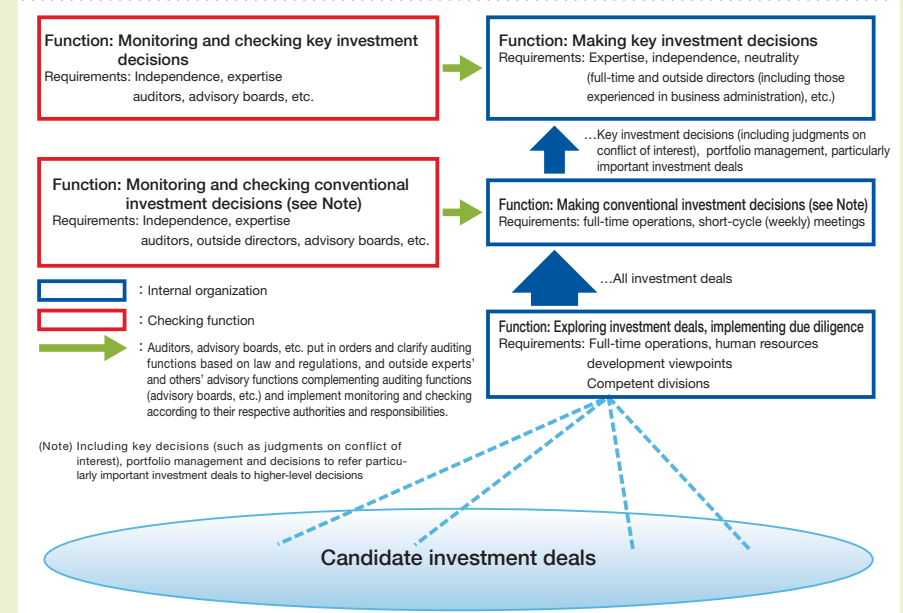 Function: Monitoring and checking key investment
decisions
Requirements: Independence, expertise
auditors, advisory boards, etc.
Function: Making key investment decisions
Requirements: Expertise, independence, neutrality
(full-time and outside directors (including those
experienced in business administration), etc.)
…Key investment decisions (including judgments on
conflict of interest), portfolio management, particularly
important investment deals
Function: Monitoring and checking conventional
investment decisions (see Note)
Requirements: Independence, expertise
auditors, outside directors, advisory boards, etc.
Function: Making conventional investment decisions (see Note)
Requirements: full-time operations, short-cycle (weekly) meetings
…All investment deals
: Internal organization
: Checking function
: Auditors, advisory boards, etc. put in orders and clarify auditing
functions based on law and regulations, and outside experts'
and others' advisory functions complementing auditing functions
(advisory boards, etc.) and implement monitoring and checking
according to their respective authorities and responsibilities.
Function: Exploring investment deals, implementing due diligence
Requirements: Full-Time operations, human resources
development viewpoints
Competent divisions
(Note) Including key decisions (such as judgments on conflict of
interest), portfolio management and decisions to refer particu-
larly important investment deals to higher-level decisions
Candidate investment deals